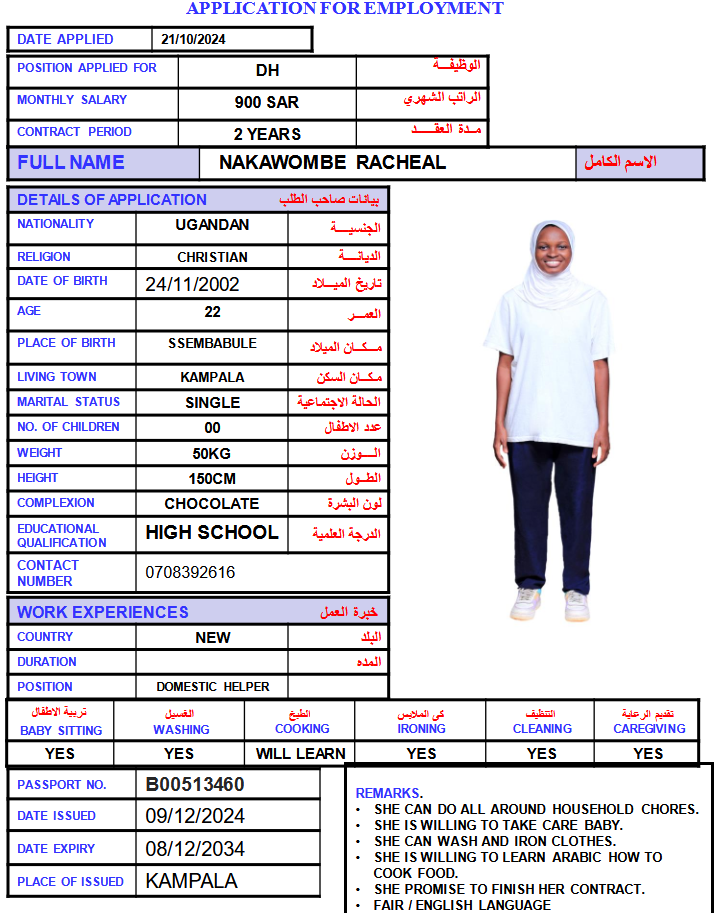 APPLICATION FOR EMPLOYMENT
DATE APPLIED 21/10/2024
POSITION APPLIED FOR DH الوظيفـــة
MONTHLY SALARY 900 SAR الراتب الشهري
CONTRACT PERIOD 2 YEARS مـدة العقــــد
FULL NAME NAKAWOMBE RACHEAL الاسم الكامل
DETAILS OF APPLICATION بيانات صاحب الطلب
NATIONALITY UGANDAN الجنسيــــة
RELIGION CHRISTIAN الديانــــة
DATE OF BIRTH 24/11/2002 تاريخ الميـــلاد
AGE 22 العمــر
PLACE OF BIRTH SSEMBABULE مــكــان الميلاد
LIVING TOWN KAMPALA مكــان السكن
MARITAL STATUS SINGLE الحالة الاجتماعية
NO. OF CHILDREN 00 عدد الاطفال
WEIGHT 50KG الـــوزن
HEIGHT 150CM الطــول
COMPLEXION CHOCOLATE لون البشرة
EDUCATIONAL QUALIFICATION HIGH SCHOOL الدرجة العلمية
CONTACT NUMBER 0708392616
WORK EXPERIENCES خبرة العمل
COUNTRY NEW البلد
DURATION المده
POSITION DOMESTIC HELPER
تربية الاطفال الغسيل الطبخ كي الملابس التنظيف تقديم الرعاية
BABY SITTING WASHING COOKING IRONING CLEANING CAREGIVING
YES YES WILL LEARN YES YES YES
PASSPORT NO. B00513460
DATE ISSUED 09/12/2024
DATE EXPIRY 08/12/2034
PLACE OF ISSUED KAMPALA
REMARKS.
• SHE CAN DO ALL AROUND HOUSEHOLD CHORES.
• SHE IS WILLING TO TAKE CARE BABY.
• SHE CAN WASH AND IRON CLOTHES.
• SHE IS WILLING TO LEARN ARABIC HOW TO
COOK FOOD.
• SHE PROMISE TO FINISH HER CONTRACT.
• FAIR / ENGLISH LANGUAGE